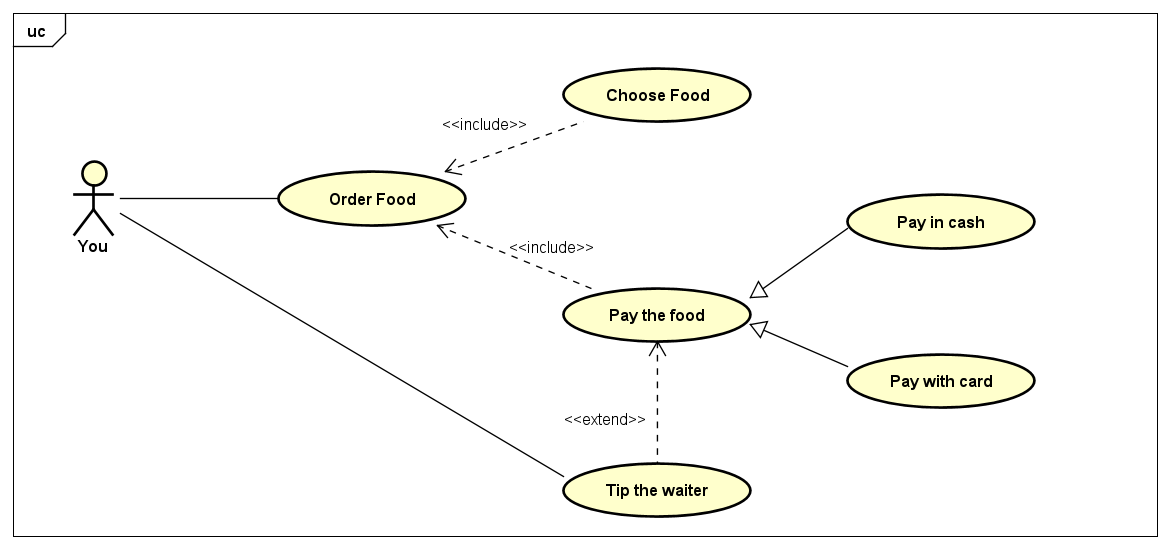 uc
Choose Food
<<include>>
Order Food
You
<<include>>
Pay in cash
Pay the food
Pay with card
<<extend>>
Tip the waiter